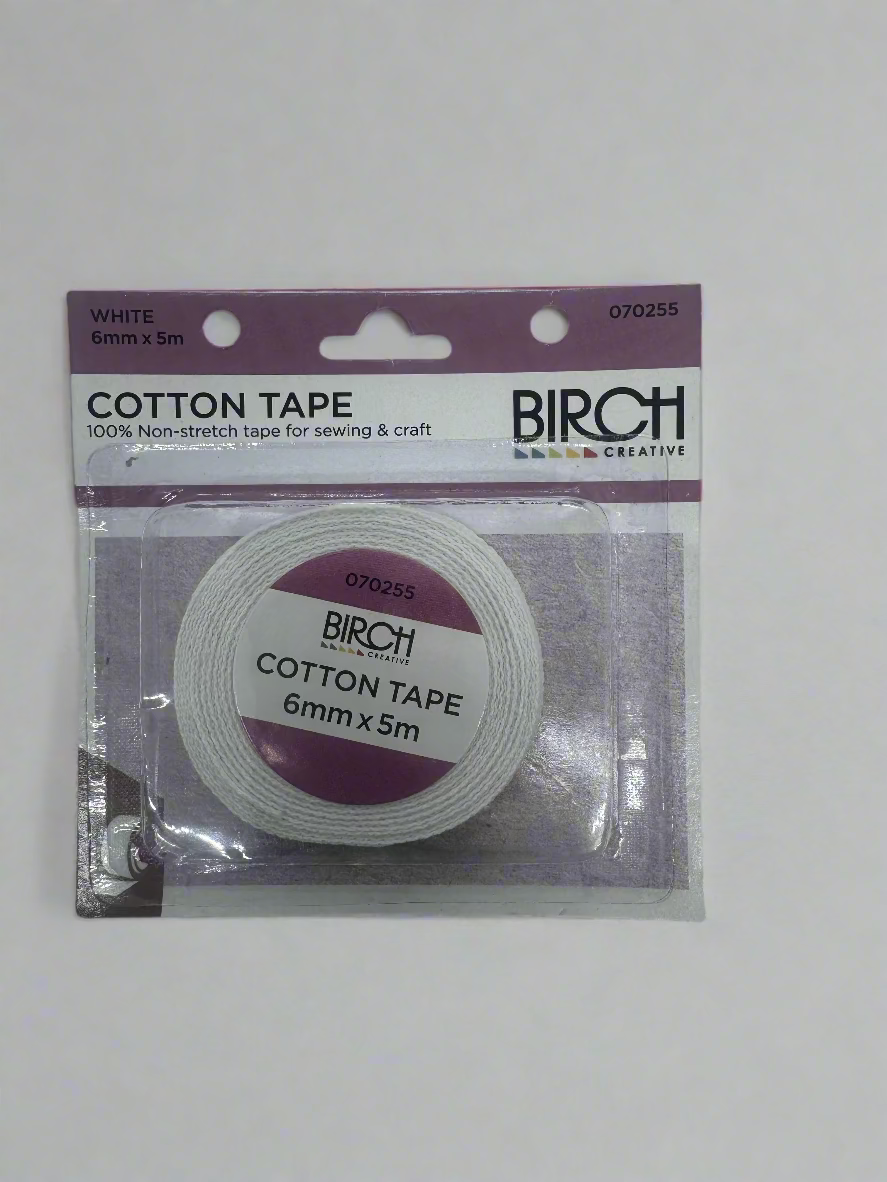 WHITE
6mm x 5m
070255
COTTON TAPE
100% Non-stretch tape for sewing & craft
BIRCH
CREATIVE
070255
BIRCH
CREATIVE
COTTON TAPE
6mm x 5m